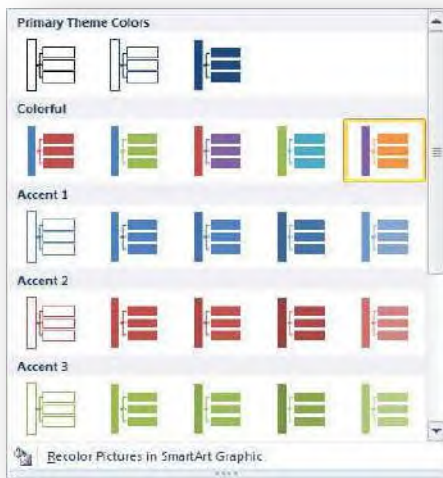 Primary Theme Colors
Colorful
Accent 1
Accent 2
Accent 3
Recolor Pictures in SmartArt Graphic